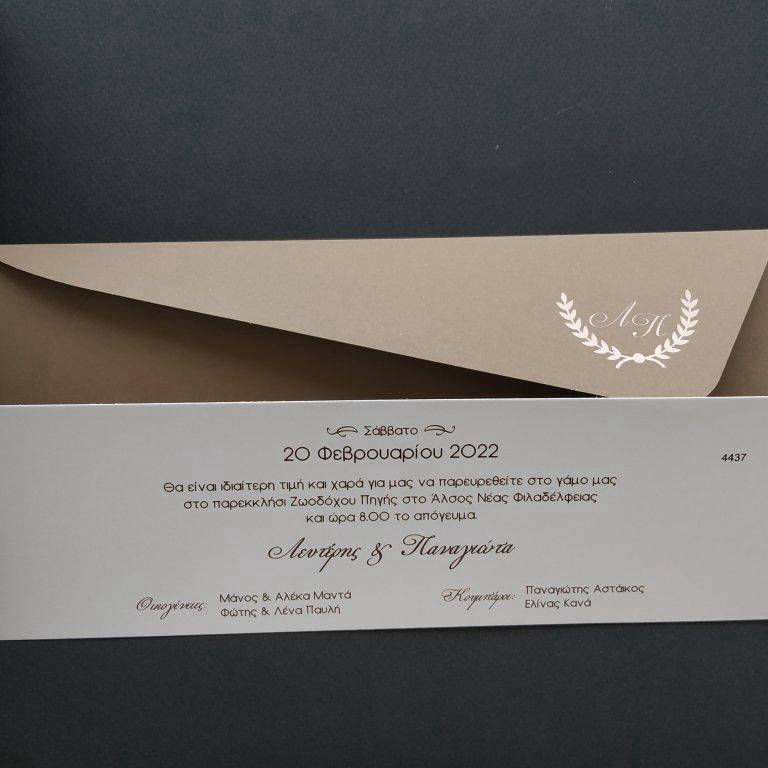 Λ Π
Σάββατο
20 Φεβρουαρίου 2022
4437
Θα είναι ιδιαίτερη τιμή και χαρά για μας να παρευρεθείτε στο γάμο μας
στο παρεκκλήσι Ζωοδόχου Πηγής στο Άλσος Νέας Φιλαδέλφειας
και ώρα 8.00 το απόγευμα.
Λευτέρης & Παναγιώτα
Οικογένειες: Μάνος & Αλέκα Μαντά
Φώτης & Λένα Παυλή
Κουμπάροι: Παναγιώτης Αστάικος
Ελίνας Κανά